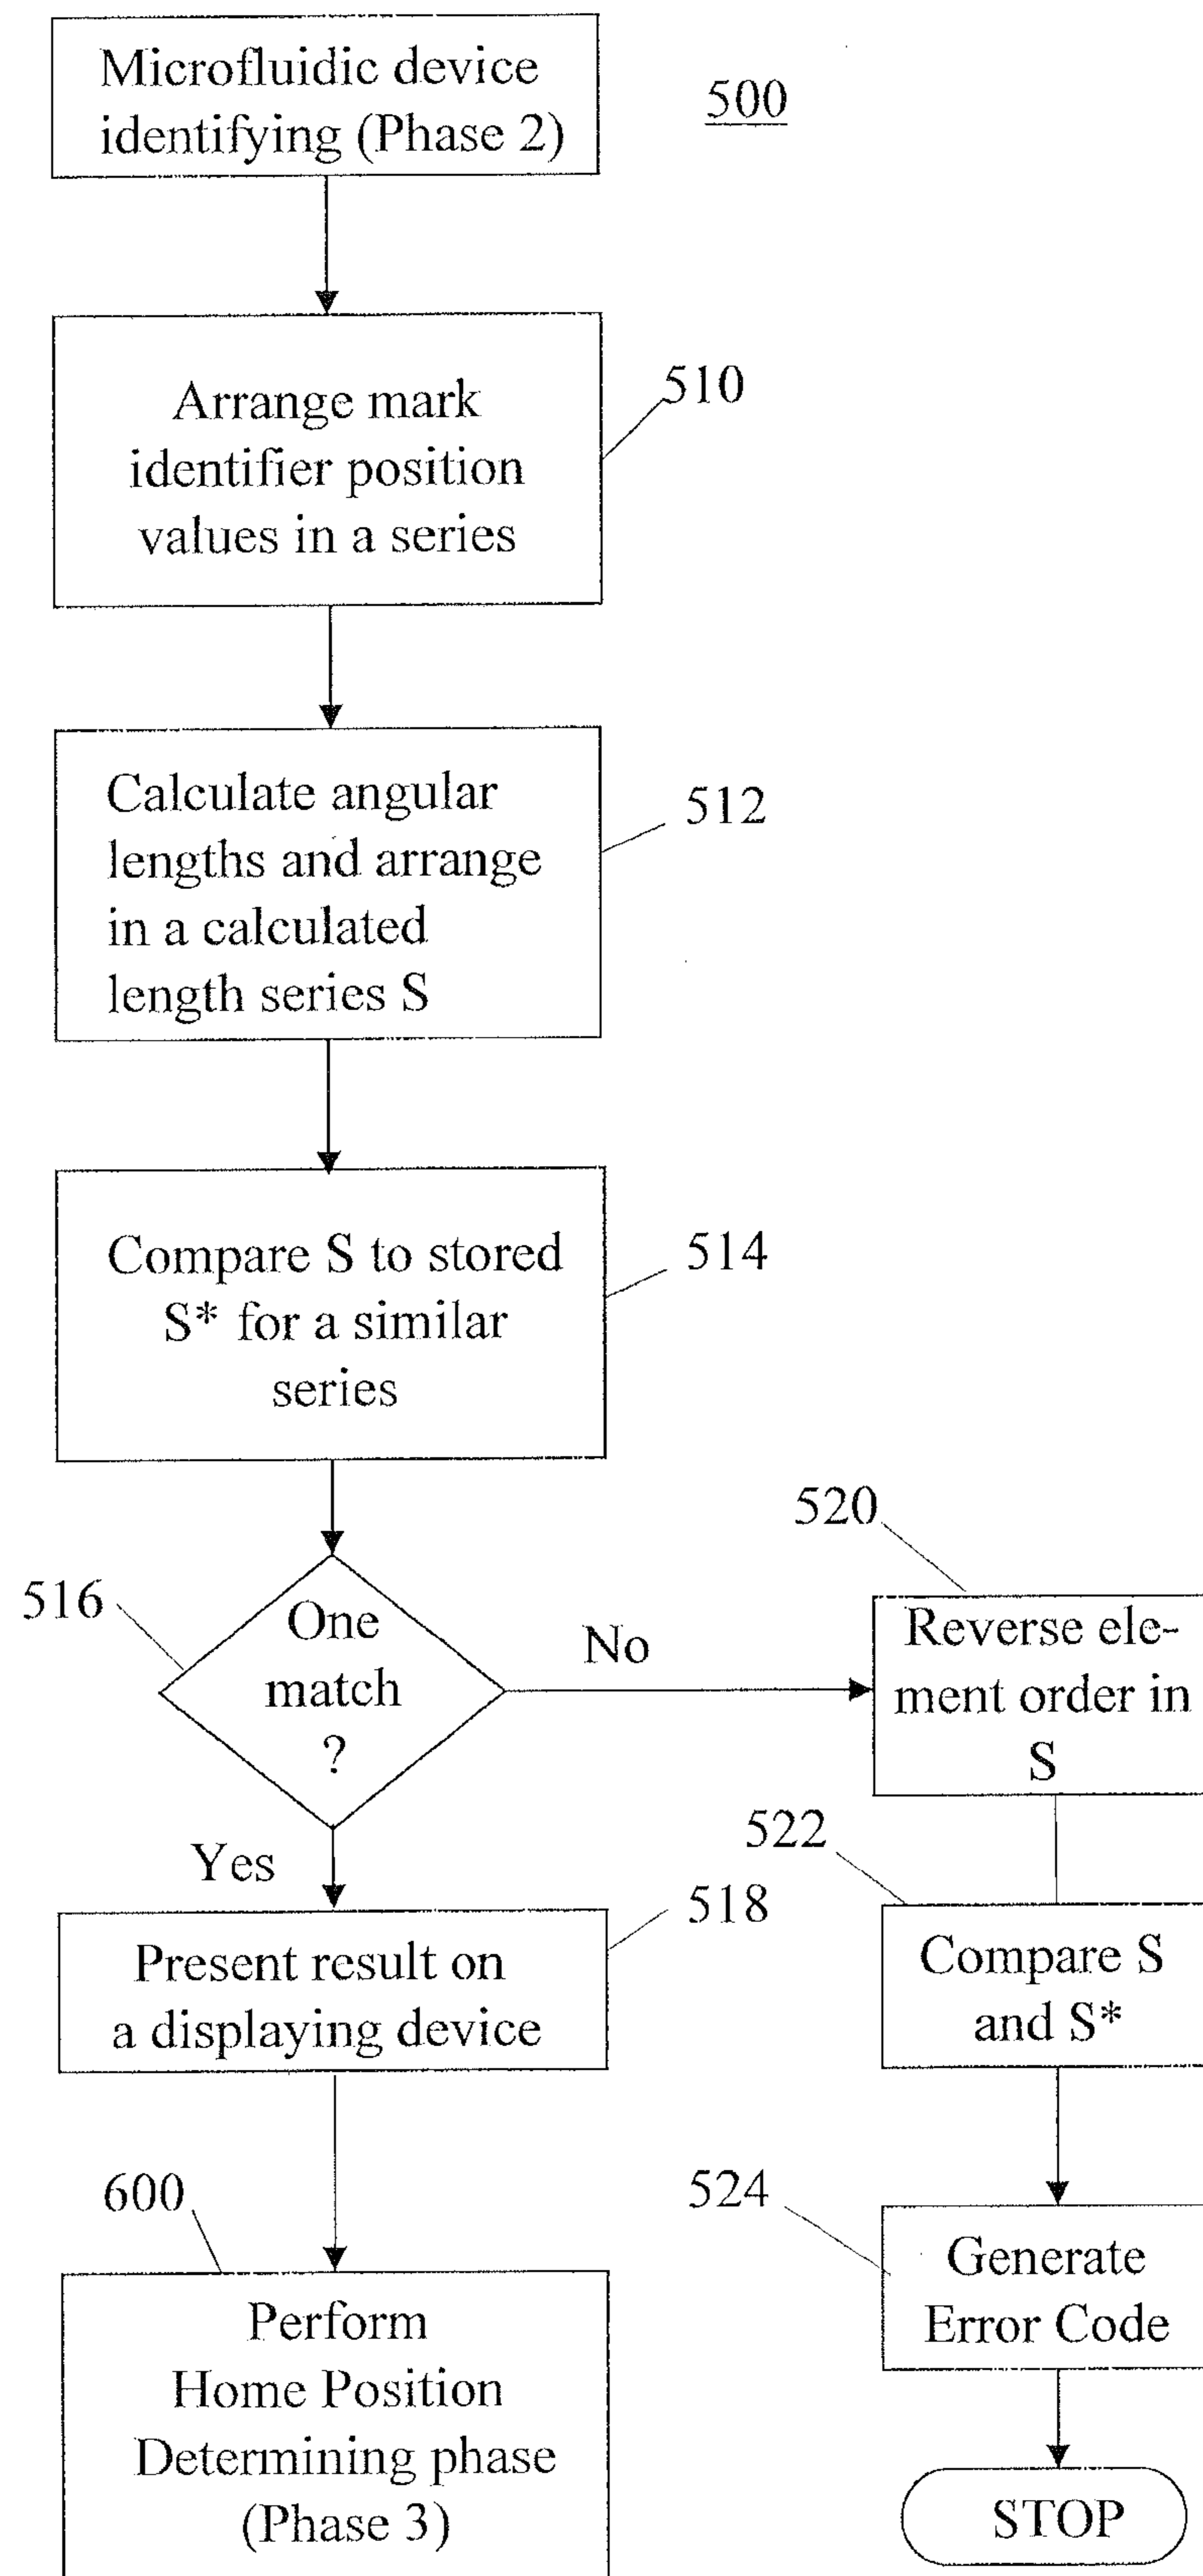 Microfluidic device
identifying (Phase 2)
500
Arrange mark
identifier position
values in a series
510
Calculate angular
lengths and arrange
in a calculated
length series S
512
Compare S to stored
S* for a similar
series
514
516
One
match
?
No
Yes
520
Reverse ele-
ment order in
S
522
Compare S
and S*
518
Present result on
a displaying device
524
Generate
Error Code
600
Perform
Home Position
Determining phase
(Phase 3)
STOP